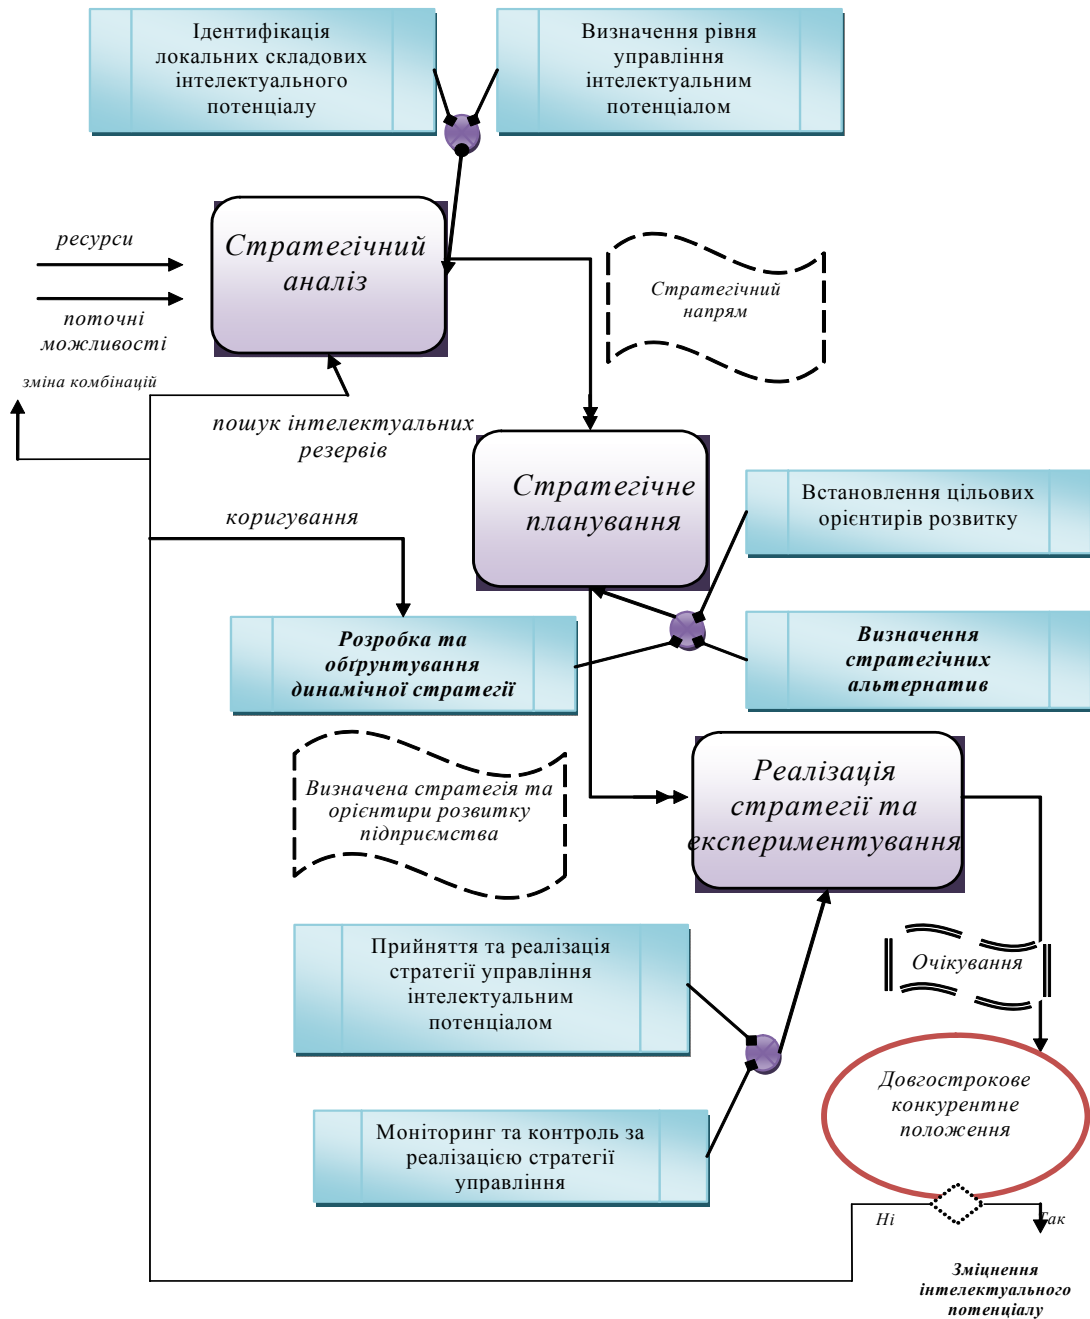 Ідентифікація
локальних складових
інтелектуального
потенціалу
Визначення рівня
управління
інтелектуальним
потенціалом
ресурси
Стратегічний
аналіз
Стратегічний
напрям
поточні
можливості
зміна комбінацій
пошук інтелектуальних
резервів
Стратегічне
планування
Встановлення цільових
орієнтирів розвитку
коригування
Розробка та
обґрунтування
динамічної стратегії
Визначення
стратегічних
альтернатив
Визначена стратегія та
орієнтири розвитку
підприємства
Реалізація
стратегії та
експериментування
Прийняття та реалізація
стратегії управління
інтелектуальним
потенціалом
Очікування
Довгострокове
конкурентне
положення
Моніторинг та контроль за
реалізацією стратегії
управління
Ні
Так
Зміцнення
інтелектуального
потенціалу